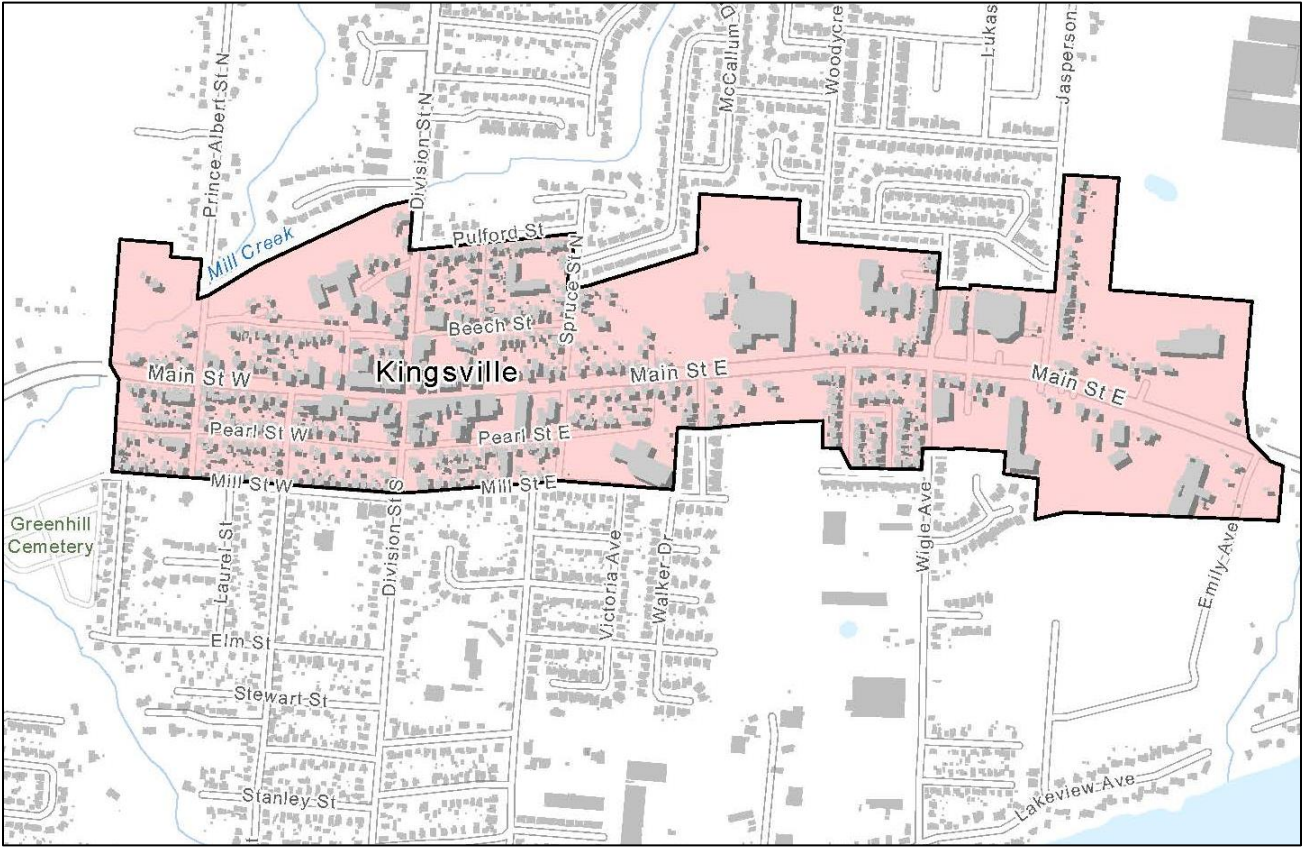 Prince Albert St N
Division St N
McCallum D
Woodycre
Lukas
Jasperson
Mill Creek
Pulford St
Spruce St N
Beech St
Kingsville
Main St W
Main St E
Main St E
Pearl St W
Pearl St E
Mill St W
Mill St E
Greenhill
Cemetery
Laurel St
Division St S
Victoria Ave
Walker Dr
Wigle Ave
Emily Ave
Elm St
Stewart St
Stanley St
Lakeview Ave
t